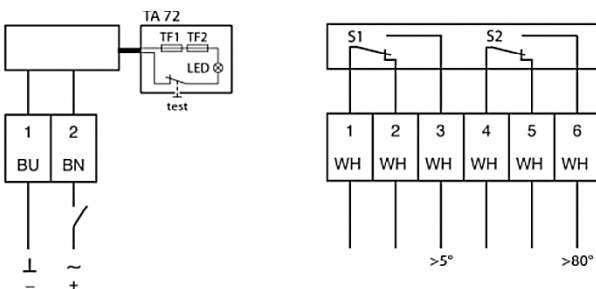 TA 72
TF1 TF2
LED
test
1 2
BU BN
⊥ ~
– +
S1 S2
1 2 3 4 5 6
WH WH WH WH WH WH
>5° >80°